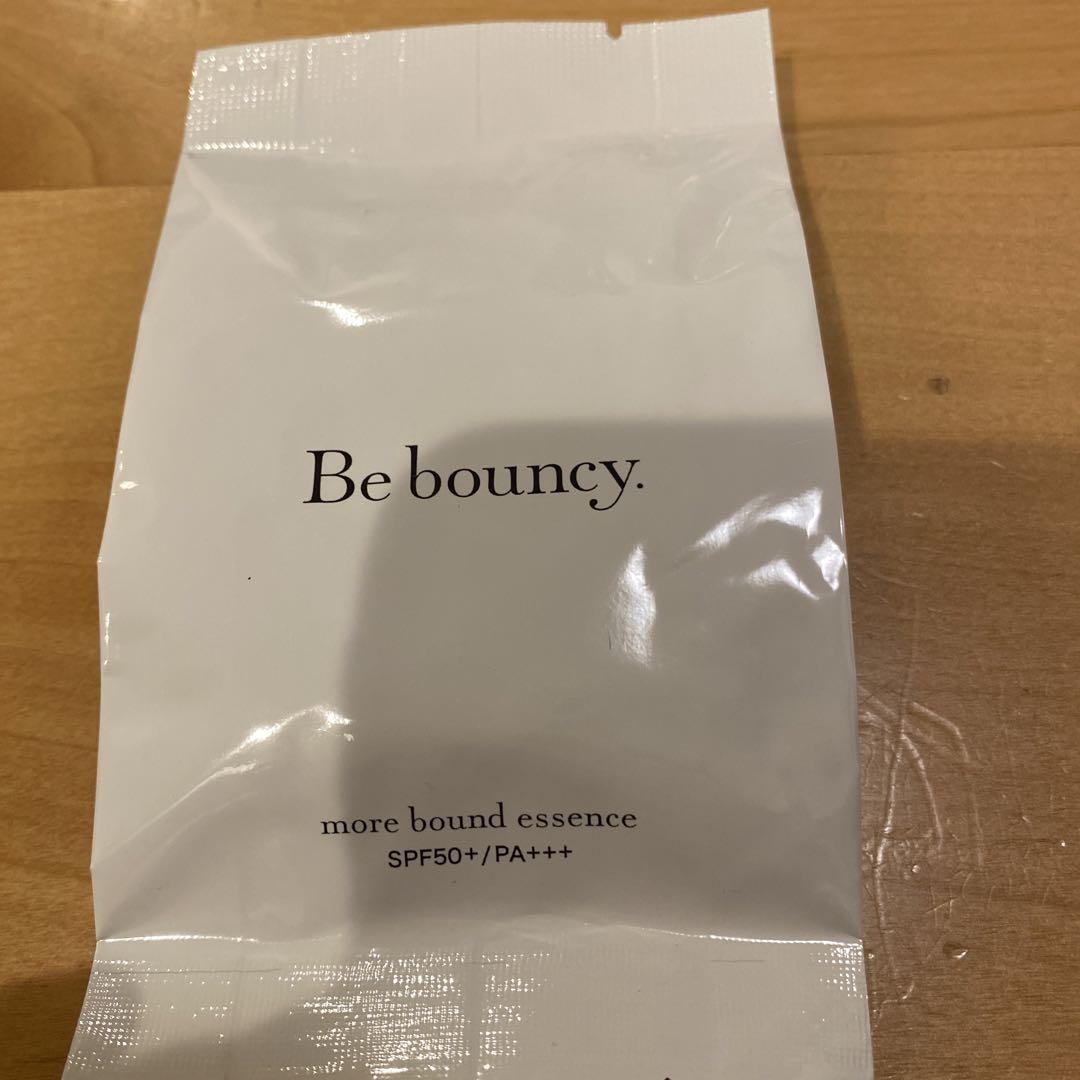 Be bouncy.
more bound essence
SPF50+/PA+++